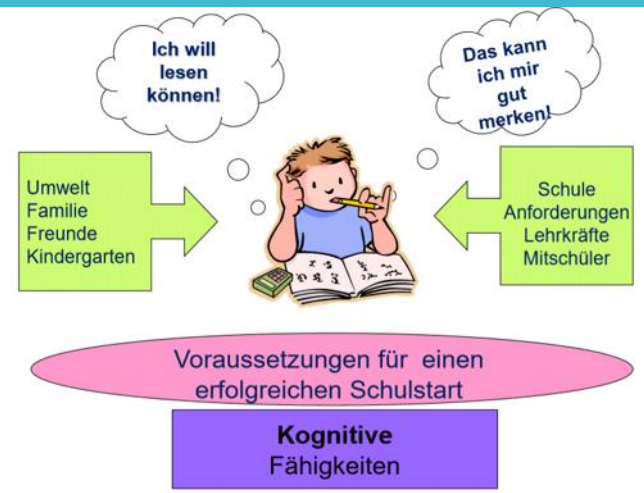 Ich will
lesen
können!
Das kann
ich mir
gut
merken!
Umwelt
Familie
Freunde
Kindergarten
Schule
Anforderungen
Lehrkräfte
Mitschüler
Voraussetzungen für einen
erfolgreichen Schulstart
Kognitive
Fähigkeiten